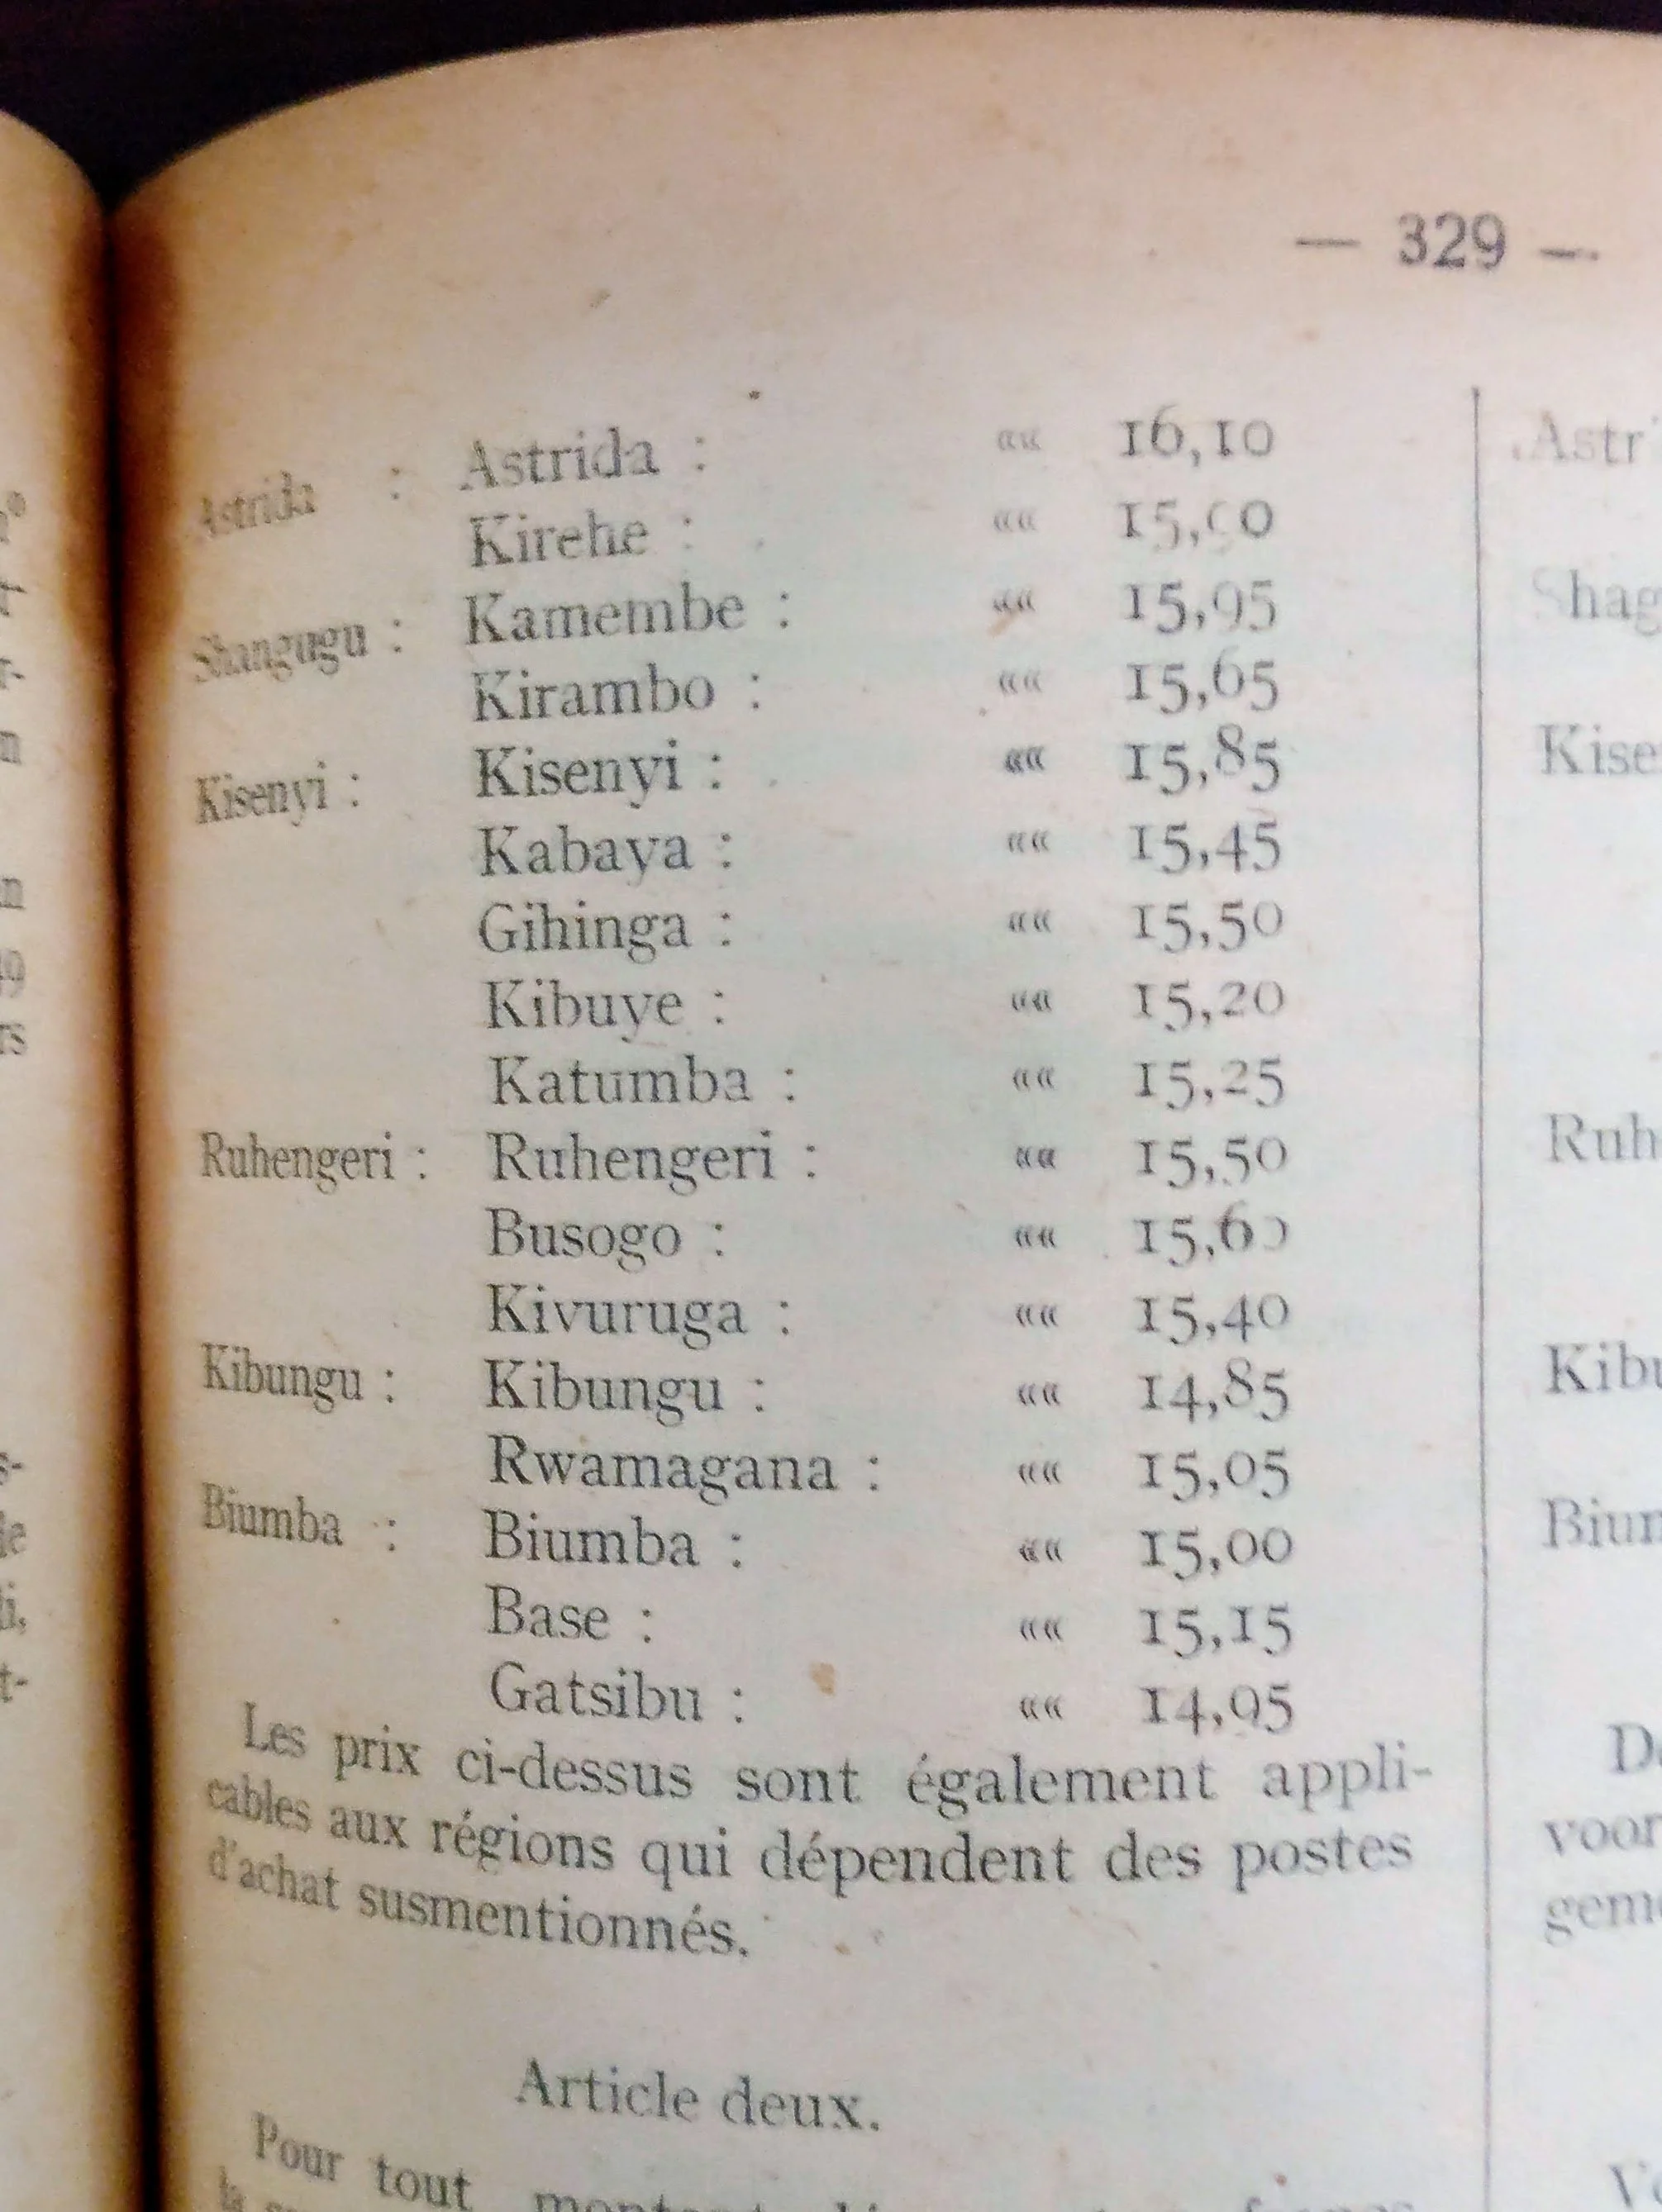 — 329 —
Astrida : Astrida : «« 16,10
Kirehe : «« 15,90
Shangugu : Kamembe : «« 15,95
Kirambo : «« 15,65
Kisenyi : Kisenyi : «« 15,85
Kabaya : «« 15,45
Gihinga : «« 15,50
Kibuye : «« 15,20
Katumba : «« 15,25
Ruhengeri : Ruhengeri : «« 15,50
Busogo : «« 15,60
Kivuruga : «« 15,40
Kibungu : Kibungu : «« 14,85
Rwamagana : «« 15,05
Biumba : Biumba : «« 15,00
Base : «« 15,15
Gatsibu : «« 14,95
Les prix ci-dessus sont également appli-
cables aux régions qui dépendent des postes
d'achat susmentionnés.
Article deux.
Pour tout